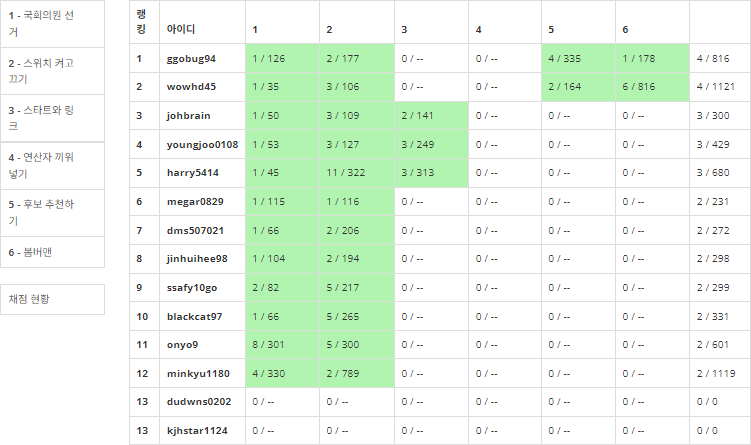 1 - 국회의원 선
거
2 - 스위치 켜고
끄기
3 - 스타트와 링
크
4 - 연산자 끼워
넣기
5 - 후보 추천하
기
6 - 봄버맨
채점 현황
랭
킹 아이디 1 2 3 4 5 6
1 ggobug94 1 / 126 2 / 177 0 / -- 0 / -- 4 / 335 1 / 178 4 / 816
2 wowhd45 1 / 35 3 / 106 0 / -- 0 / -- 2 / 164 6 / 816 4 / 1121
3 johbrain 1 / 50 3 / 109 2 / 141 0 / -- 0 / -- 0 / -- 3 / 300
4 youngjoo0108 1 / 53 3 / 127 3 / 249 0 / -- 0 / -- 0 / -- 3 / 429
5 harry5414 1 / 45 11 / 322 3 / 313 0 / -- 0 / -- 0 / -- 3 / 680
6 megar0829 1 / 115 1 / 116 0 / -- 0 / -- 0 / -- 0 / -- 2 / 231
7 dms507021 1 / 66 2 / 206 0 / -- 0 / -- 0 / -- 0 / -- 2 / 272
8 jinhuihee98 1 / 104 2 / 194 0 / -- 0 / -- 0 / -- 0 / -- 2 / 298
9 ssafy10go 2 / 82 5 / 217 0 / -- 0 / -- 0 / -- 0 / -- 2 / 299
10 blackcat97 1 / 66 5 / 265 0 / -- 0 / -- 0 / -- 0 / -- 2 / 331
11 onyo9 8 / 301 5 / 300 0 / -- 0 / -- 0 / -- 0 / -- 2 / 601
12 minkyu1180 4 / 330 2 / 789 0 / -- 0 / -- 0 / -- 0 / -- 2 / 1119
13 dudwns0202 0 / -- 0 / -- 0 / -- 0 / -- 0 / -- 0 / -- 0 / 0
13 kjhstar1124 0 / -- 0 / -- 0 / -- 0 / -- 0 / -- 0 / -- 0 / 0